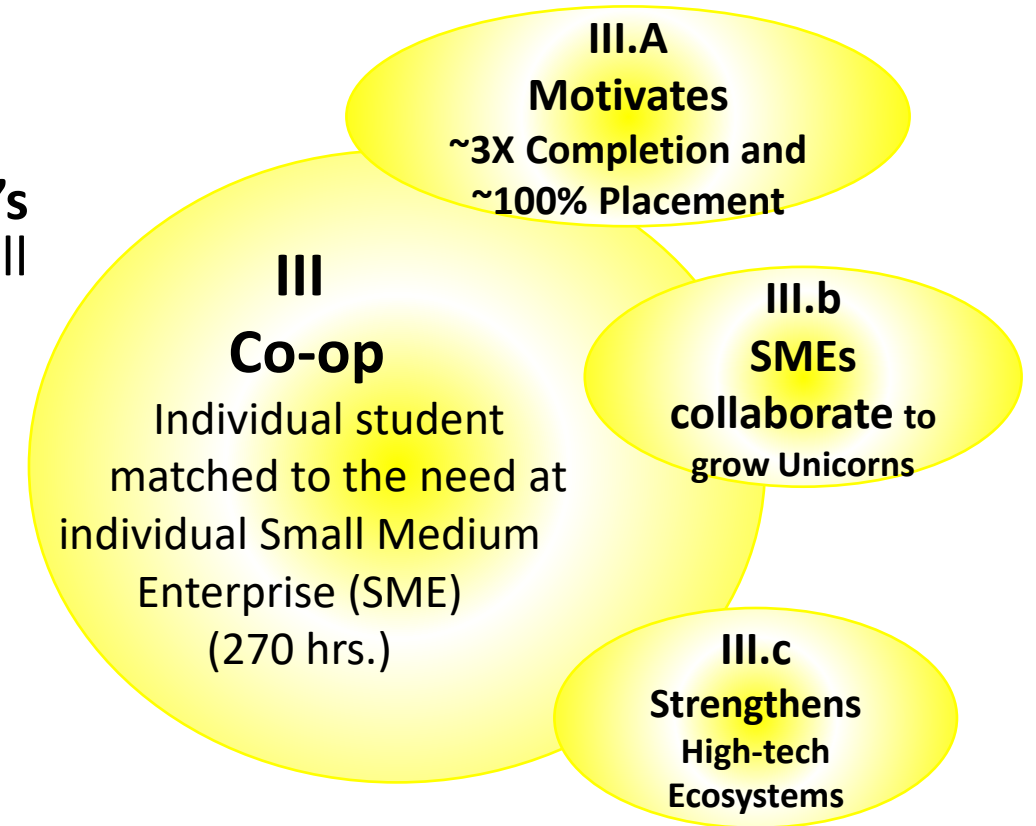 's
ll
III
Co-op
Individual student
matched to the need at
individual Small Medium
Enterprise (SME)
(270 hrs.)
III.A
Motivates
~3X Completion and
~100% Placement
III.b
SMEs
collaborate to
grow Unicorns
III.c
Strengthens
High-tech
Ecosystems